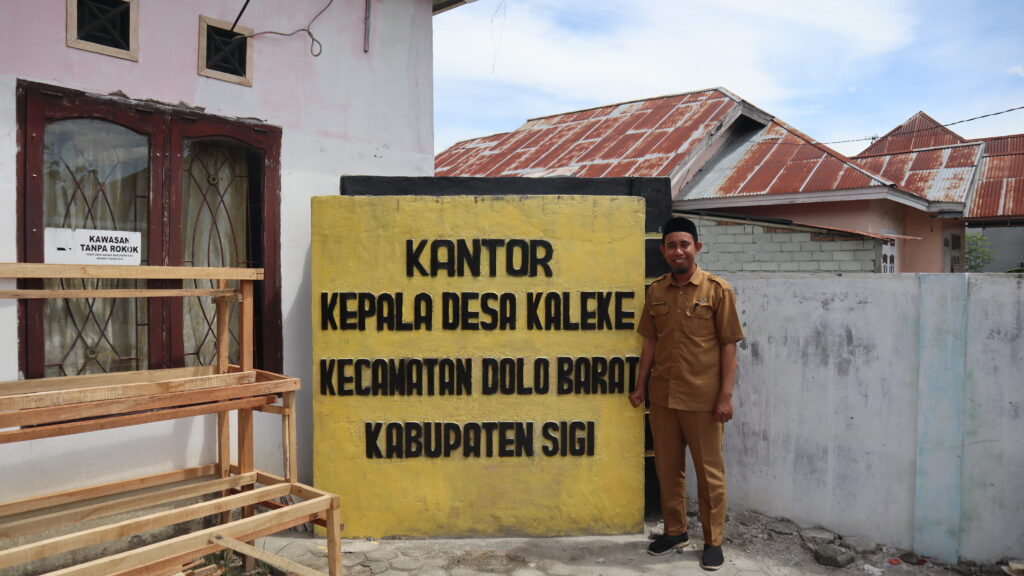 KAWASAN
TANPA ROKOK
KANTOR
KEPALA DESA KALEKE
KECAMATAN DOLO BARAT
KABUPATEN SIGI